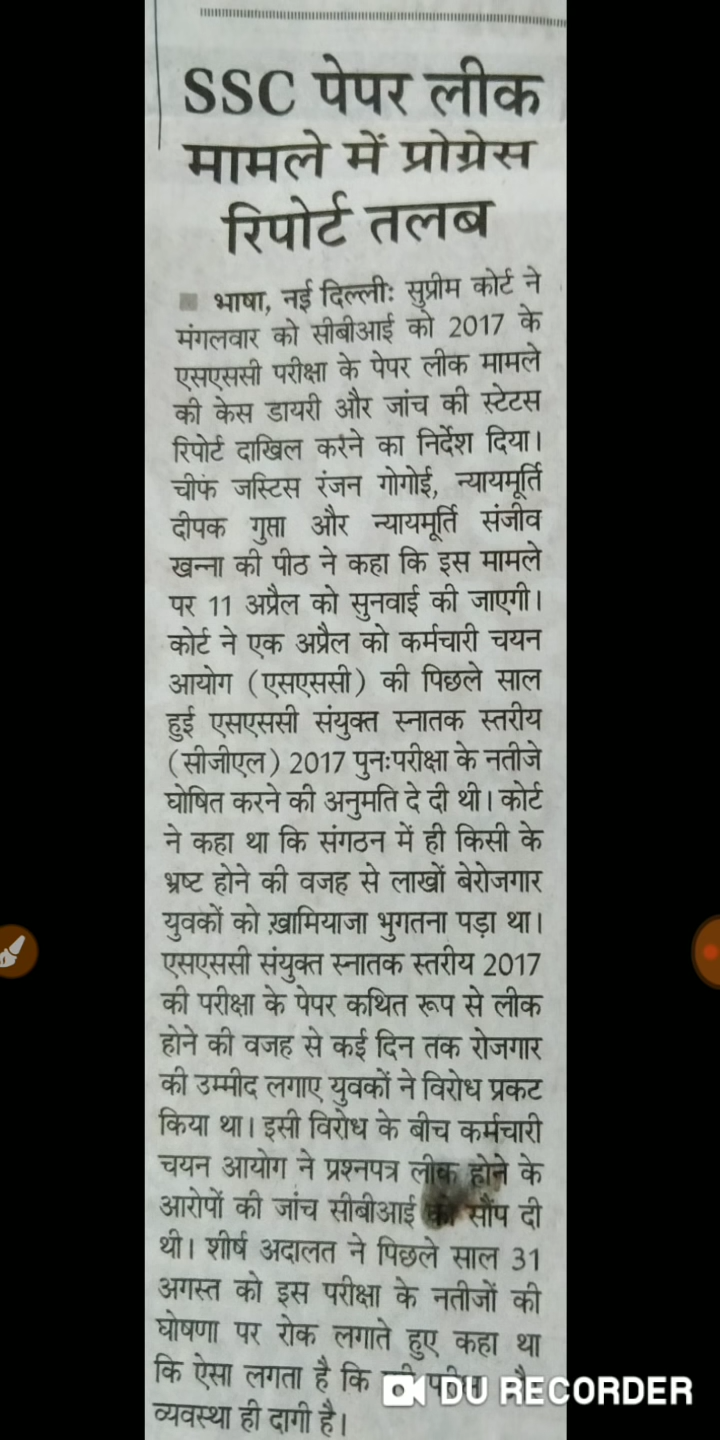 SSC पेपर लीक
मामले में प्रोग्रेस
रिपोर्ट तलब
भाषा, नई दिल्लीः सुप्रीम कोर्ट ने
मंगलवार को सीबीआई को 2017 के
एसएससी परीक्षा के पेपर लीक मामले
की केस डायरी और जांच की स्टेटस
रिपोर्ट दाखिल करने का निर्देश दिया।
चीफ जस्टिस रंजन गोगोई, न्यायमूर्ति
दीपक गुप्ता और न्यायमूर्ति संजीव
खन्ना की पीठ ने कहा कि इस मामले
पर 11 अप्रैल को सुनवाई की जाएगी।
कोर्ट ने एक अप्रैल को कर्मचारी चयन
आयोग (एसएससी) की पिछले साल
हुई एसएससी संयुक्त स्नातक स्तरीय
(सीजीएल) 2017 पुनःपरीक्षा के नतीजे
घोषित करने की अनुमति दे दी थी। कोर्ट
ने कहा था कि संगठन में ही किसी के
भ्रष्ट होने की वजह से लाखों बेरोजगार
युवकों को ख़ामियाजा भुगतना पड़ा था।
एसएससी संयुक्त स्नातक स्तरीय 2017
की परीक्षा के पेपर कथित रूप से लीक
होने की वजह से कई दिन तक रोजगार
की उम्मीद लगाए युवकों ने विरोध प्रकट
किया था। इसी विरोध के बीच कर्मचारी
चयन आयोग ने प्रश्नपत्र लीक होने के
आरोपों की जांच सीबीआई को सौंप दी
थी। शीर्ष अदालत ने पिछले साल 31
अगस्त को इस परीक्षा के नतीजों की
घोषणा पर रोक लगाते हुए कहा था
कि ऐसा लगता है कि
व्यवस्था ही दागी है।
DU RECORDER